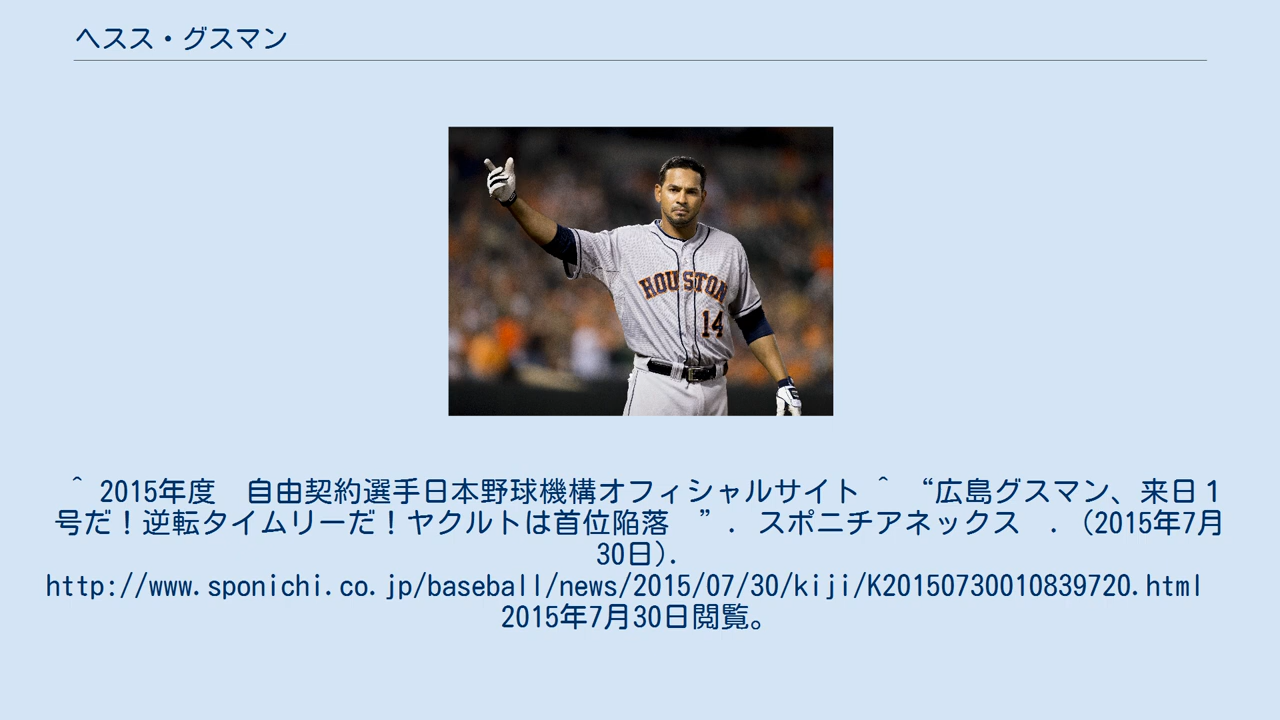 ヘスス・グスマン
HOUSTON
14
^ 2015年度　自由契約選手日本野球機構オフィシャルサイト ^ “広島グスマン、来日１
号だ！逆転タイムリーだ！ヤクルトは首位陥落　”. スポニチアネックス　. (2015年7月
30日).
http://www.sponichi.co.jp/baseball/news/2015/07/30/kiji/K20150730010839720.html
2015年7月30日閲覧。